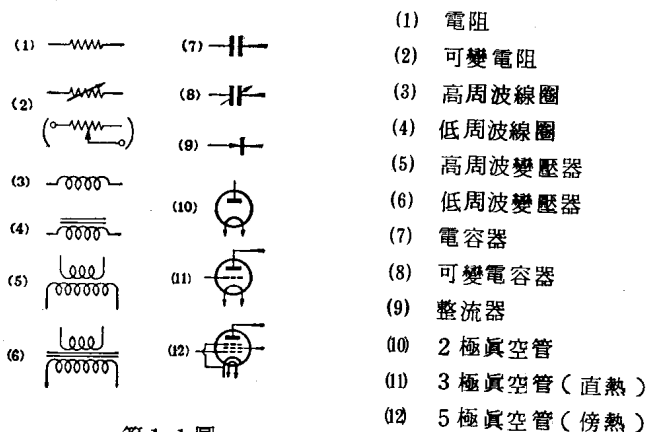 (1)
(2)
(3)
(4)
(5)
(6)
(7)
(8)
(9)
(10)
(11)
(12)
(1) 電阻
(2) 可變電阻
(3) 高周波線圈
(4) 低周波線圈
(5) 高周波變壓器
(6) 低周波變壓器
(7) 電容器
(8) 可變電容器
(9) 整流器
(10) 2 極眞空管
(11) 3 極眞空管(直熱)
(12) 5 極眞空管(傍熱)